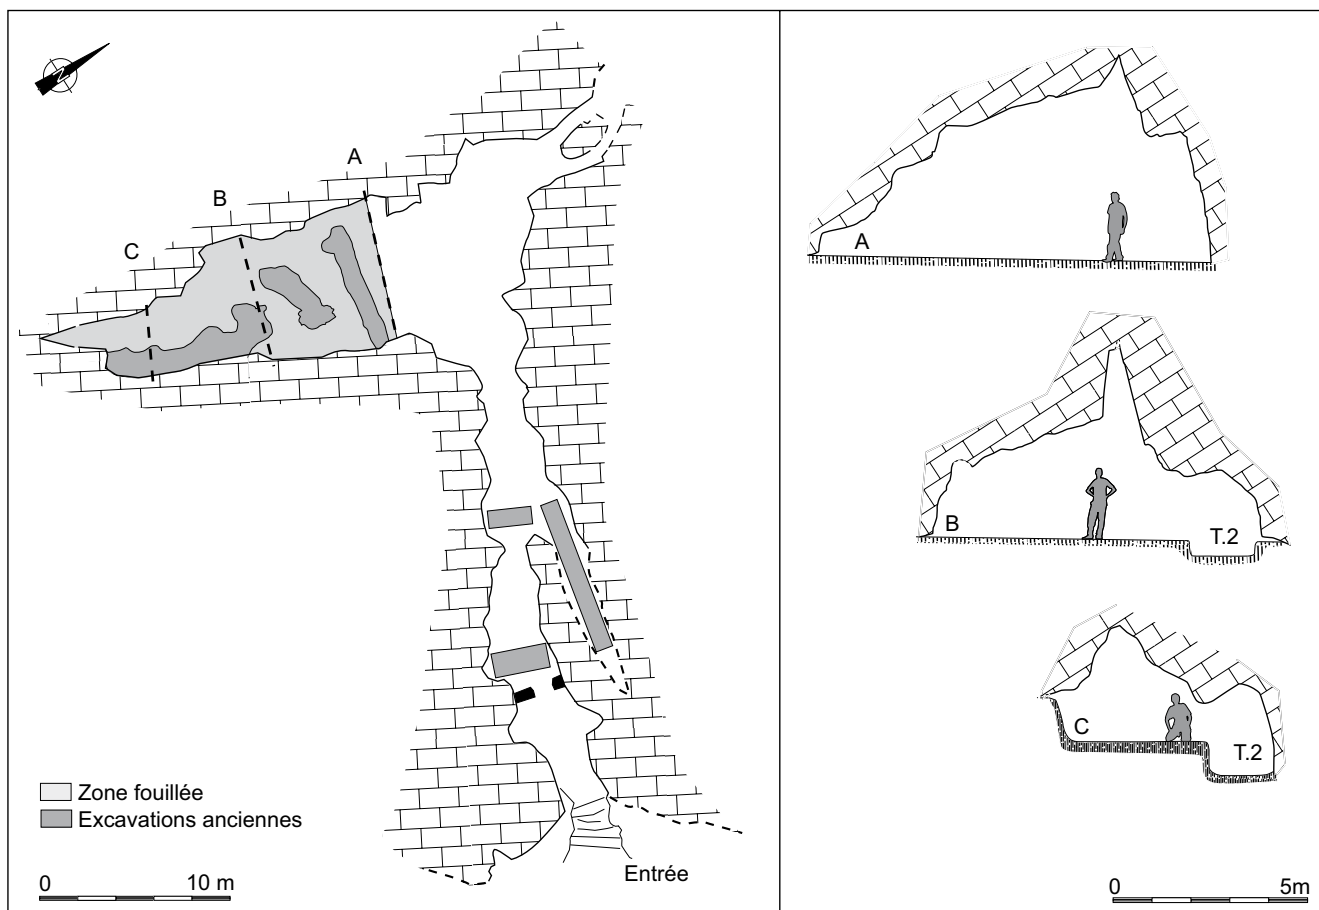 N
A
B
C
Zone fouillée
Excavations anciennes
0 10 m
Entrée
A
B
T.2
C
T.2
0 5m